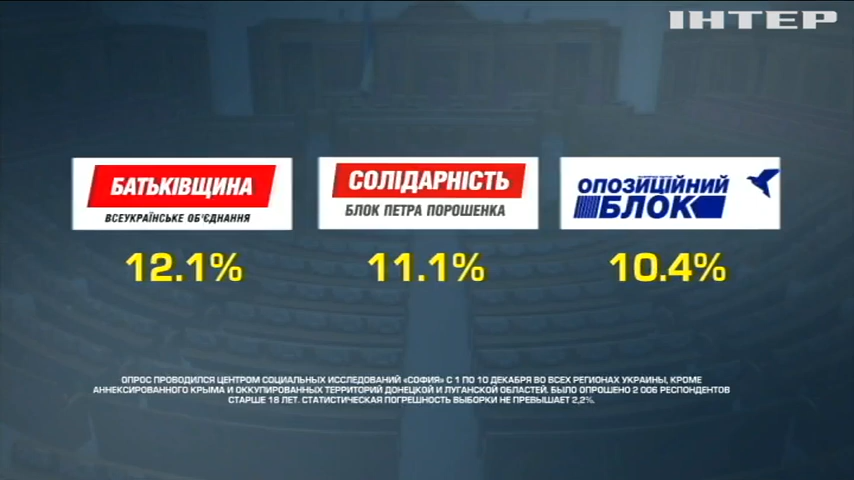 ІНТЕР
БАТЬКІВЩИНА
ВСЕУКРАЇНСЬКЕ ОБ'ЄДНАННЯ
СОЛІДАРНІСТЬ
БЛОК ПЕТРА ПОРОШЕНКА
ОПОЗИЦІЙНИЙ
БЛОК
12.1%
11.1%
10.4%
ОПРОС ПРОВОДИЛСЯ ЦЕНТРОМ СОЦИАЛЬНЫХ ИССЛЕДОВАНИЙ «СОФИЯ» С 1 ПО 10 ДЕКАБРЯ ВО ВСЕХ РЕГИОНАХ УКРАИНЫ, КРОМЕ
АННЕКСИРОВАННОГО КРЫМА И ОККУПИРОВАННЫХ ТЕРРИТОРИЙ ДОНЕЦКОЙ И ЛУГАНСКОЙ ОБЛАСТЕЙ. БЫЛО ОПРОШЕНО 2 006 РЕСПОНДЕНТОВ
СТАРШЕ 18 ЛЕТ. СТАТИСТИЧЕСКАЯ ПОГРЕШНОСТЬ ВЫБОРКИ НЕ ПРЕВЫШАЕТ 2,2%.